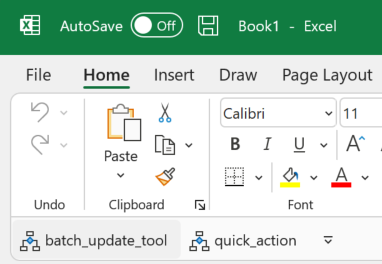 AutoSave Off Book1 - Excel
File Home Insert Draw Page Layout
Calibri 11
B I U A
Paste A
Undo Clipboard Font
batch_update_tool quick_action